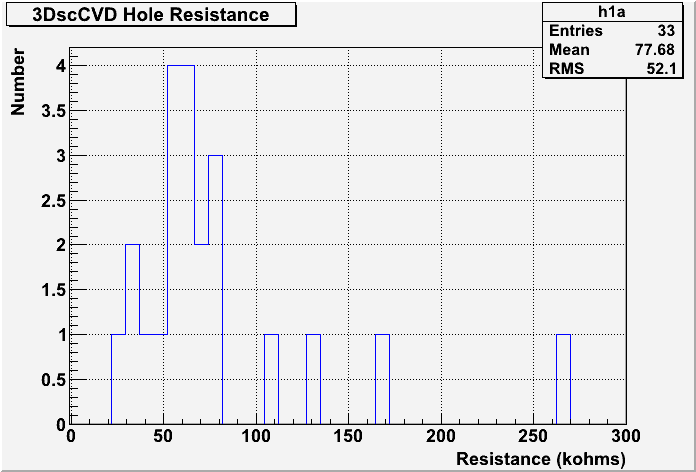 3DscCVD Hole Resistance
h1a
Entries 33
Mean 77.68
RMS 52.1
Number
4
3.5
3
2.5
2
1.5
1
0.5
0
0 50 100 150 200 250 300
Resistance (kohms)